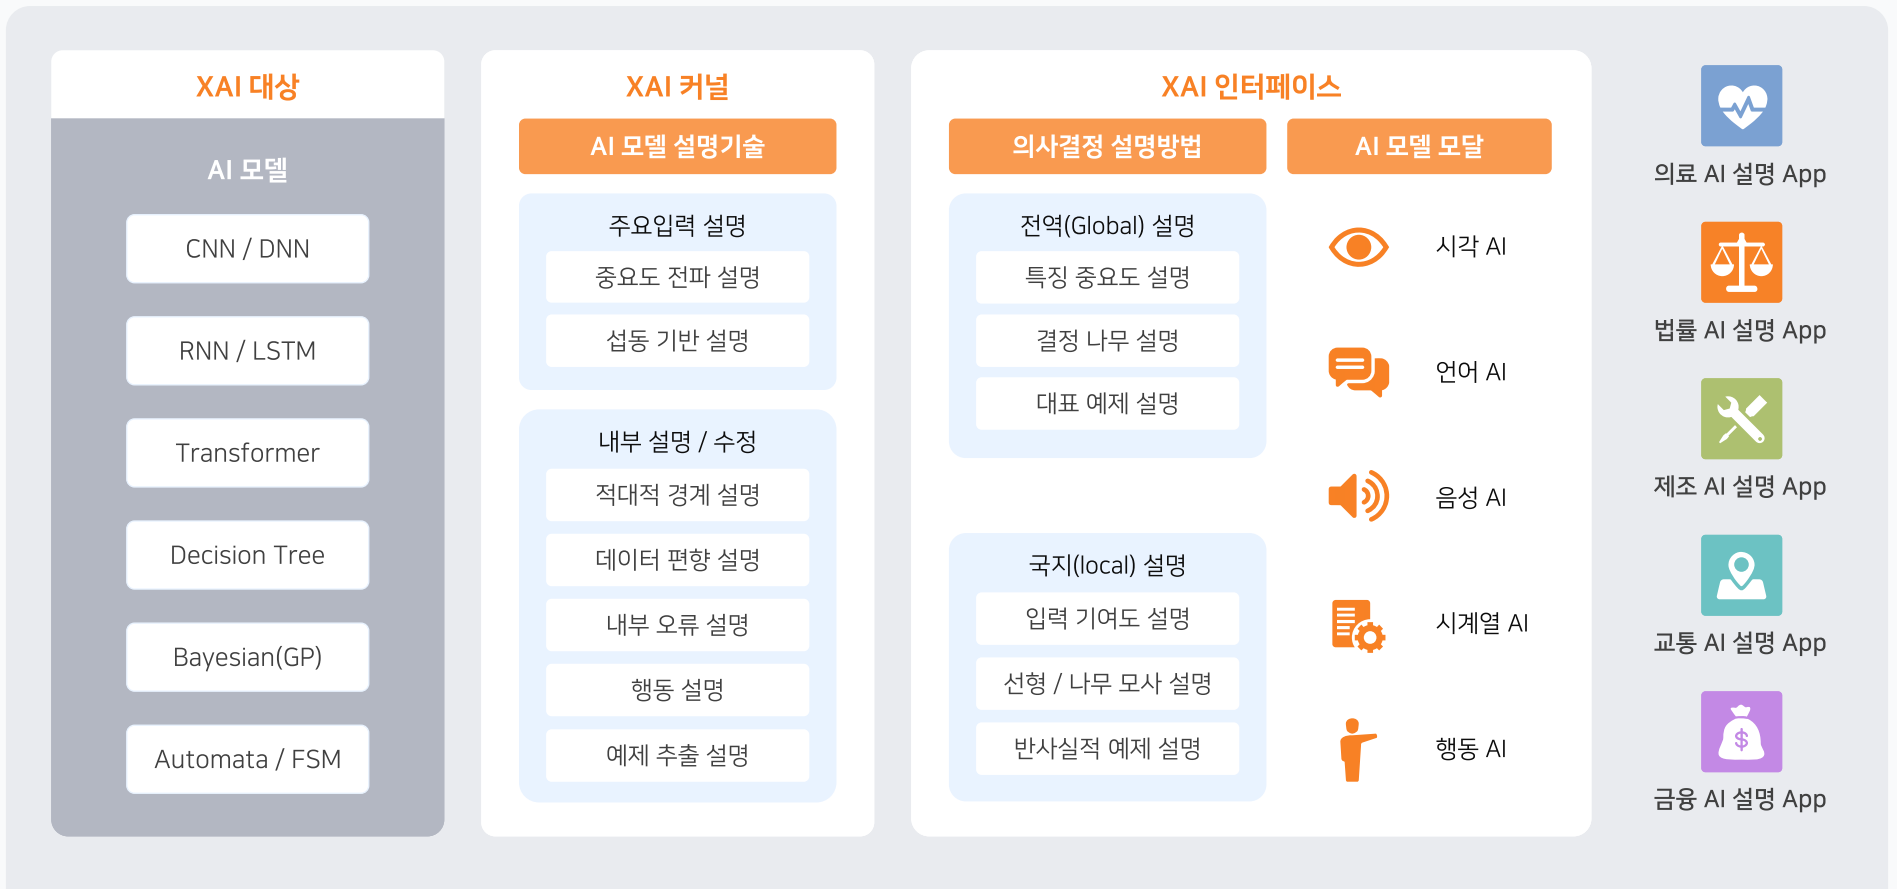 XAI 대상
AI 모델
CNN / DNN
RNN / LSTM
Transformer
Decision Tree
Bayesian(GP)
Automata / FSM
XAI 커널
AI 모델 설명기술
주요입력 설명
중요도 전파 설명
섭동 기반 설명
내부 설명 / 수정
적대적 경계 설명
데이터 편향 설명
내부 오류 설명
행동 설명
예제 추출 설명
XAI 인터페이스
의사결정 설명방법
전역(Global) 설명
특징 중요도 설명
결정 나무 설명
대표 예제 설명
국지(local) 설명
입력 기여도 설명
선형 / 나무 모사 설명
반사실적 예제 설명
AI 모델 모달
시각 AI
언어 AI
음성 AI
시계열 AI
행동 AI
의료 AI 설명 App
법률 AI 설명 App
제조 AI 설명 App
교통 AI 설명 App
$
금융 AI 설명 App